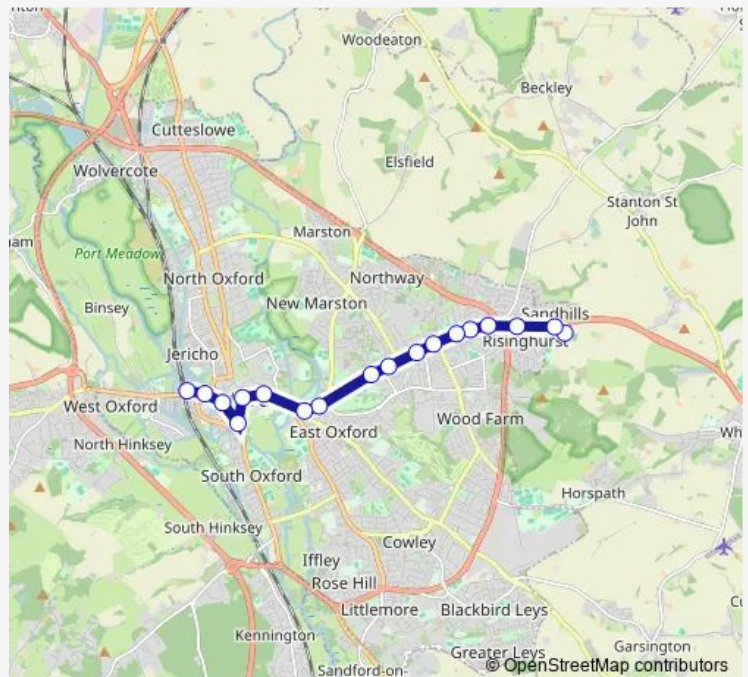 Woodeaton
Beckley
Cutteslowe
Elsfield
Wolvercote
Stanton St
John
Marston
Port Meadow
North Oxford
Northway
Binsey
New Marston
Sandhills
Risinghurst
Jericho
West Oxford
Wood Farm
East Oxford
North Hinksey
South Oxford
Horspath
South Hinksey
Cowley
Iffley
Rose Hill
Littlemore
Blackbird Leys
Kennington
Greater Leys
Garsington
Sandford-on-
© OpenStreetMap contributors